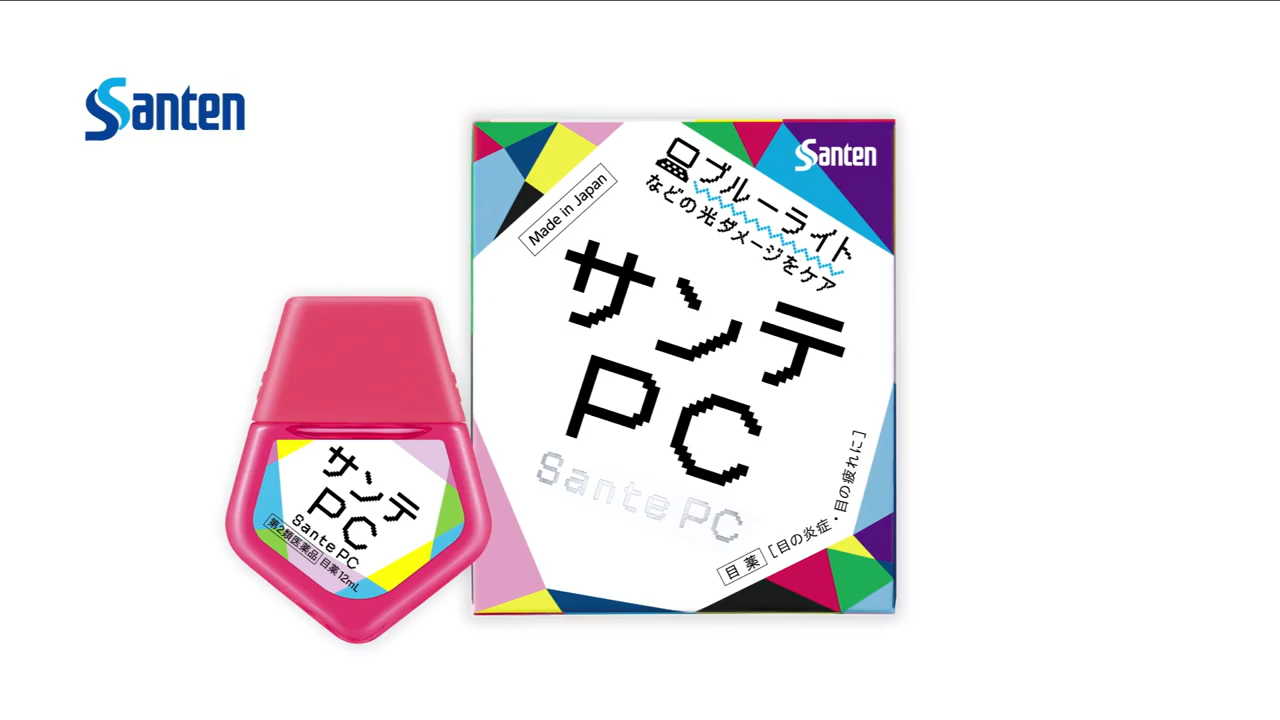 Santen
Santen
ブルーライト
などの光ダメージをケア
Made in Japan
サンテ
PC
Sante PC
目薬 [目の炎症・目の疲れに]
サンテ
PC
Sante PC
第2類医薬品 目薬 12mL